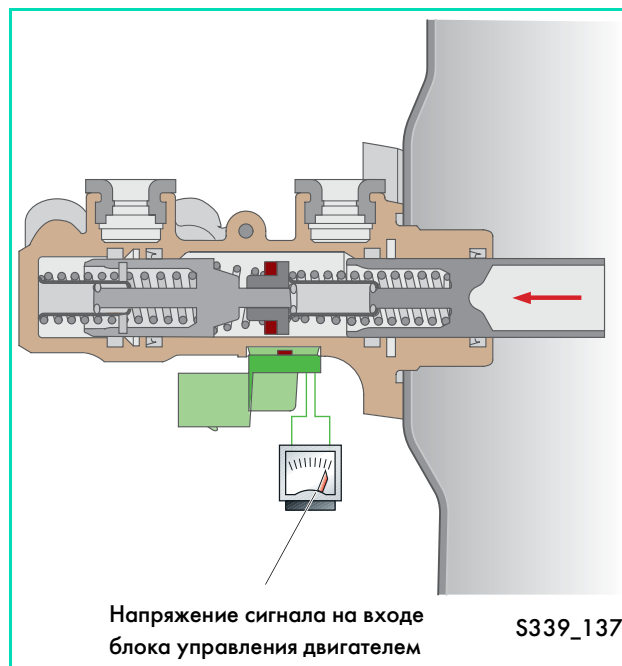 Напряжение сигнала на входе
блока управления двигателем
S339_137